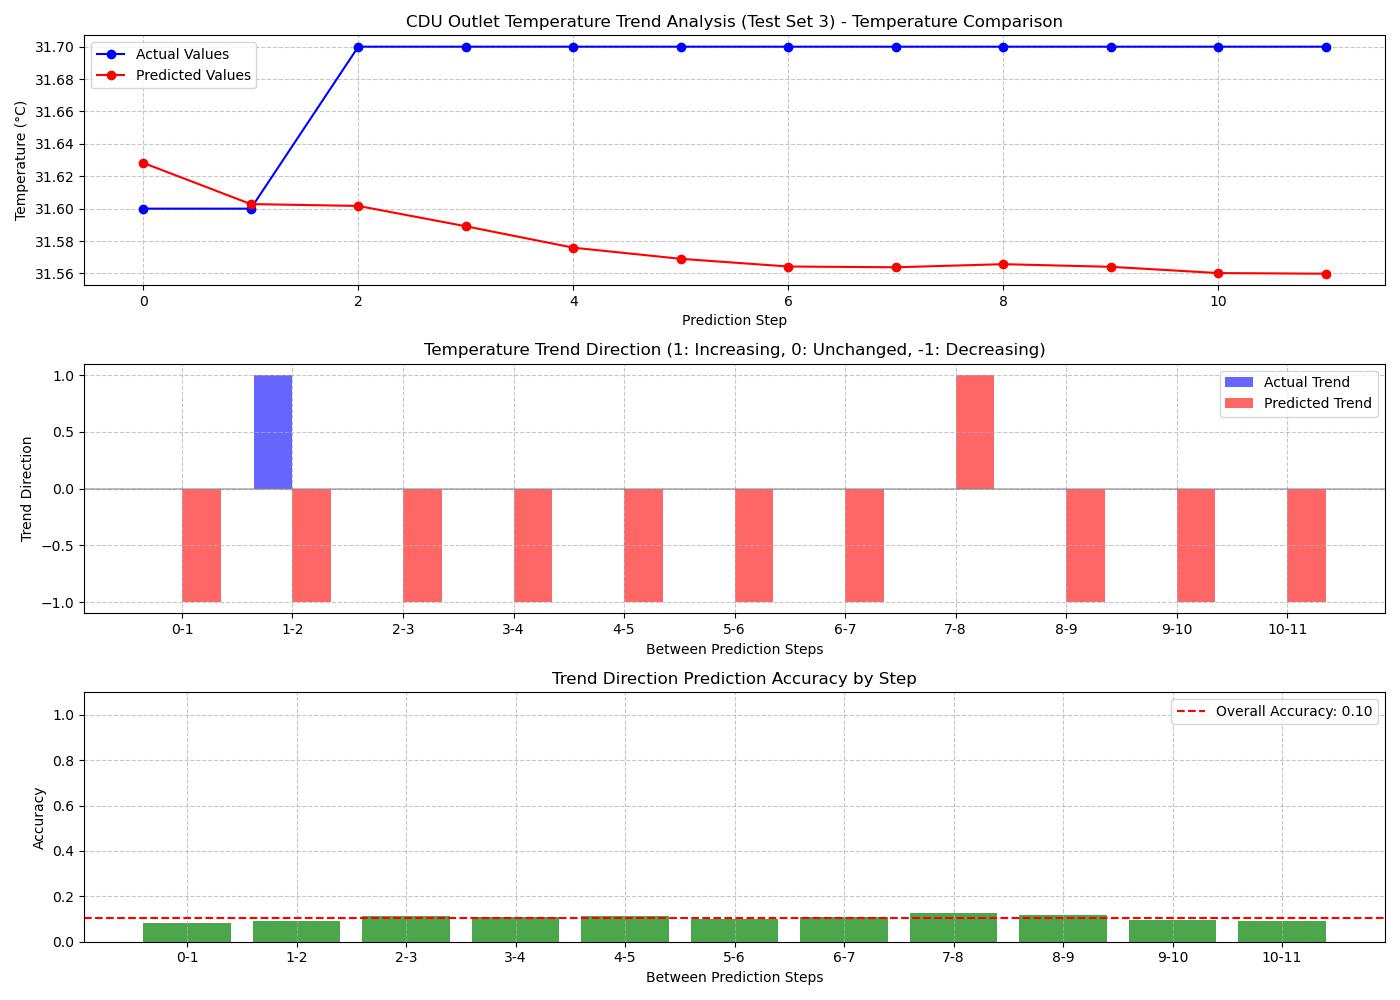 CDU Outlet Temperature Trend Analysis (Test Set 3) - Temperature Comparison
Actual Values
Predicted Values
Temperature (°C)
31.70
31.68
31.66
31.64
31.62
31.60
31.58
31.56
0 2 4 6 8 10
Prediction Step
Temperature Trend Direction (1: Increasing, 0: Unchanged, -1: Decreasing)
Actual Trend
Predicted Trend
Trend Direction
1.0
0.5
0.0
−0.5
−1.0
0-1 1-2 2-3 3-4 4-5 5-6 6-7 7-8 8-9 9-10 10-11
Between Prediction Steps
Trend Direction Prediction Accuracy by Step
Overall Accuracy: 0.10
Accuracy
1.0
0.8
0.6
0.4
0.2
0.0
0-1 1-2 2-3 3-4 4-5 5-6 6-7 7-8 8-9 9-10 10-11
Between Prediction Steps